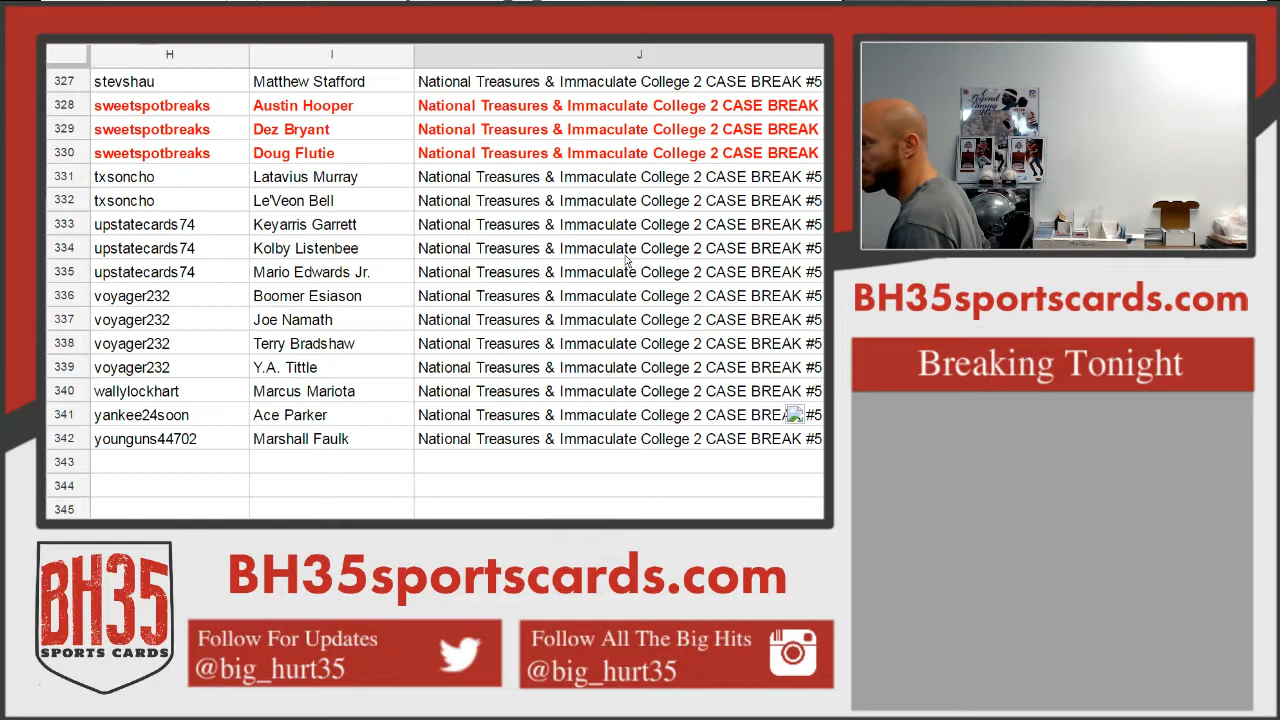 H I J
327 stevshau Matthew Stafford National Treasures & Immaculate College 2 CASE BREAK #5
328 sweetspotbreaks Austin Hooper National Treasures & Immaculate College 2 CASE BREAK
329 sweetspotbreaks Dez Bryant National Treasures & Immaculate College 2 CASE BREAK
330 sweetspotbreaks Doug Flutie National Treasures & Immaculate College 2 CASE BREAK
331 txsoncho Latavius Murray National Treasures & Immaculate College 2 CASE BREAK #5
332 txsoncho Le'Veon Bell National Treasures & Immaculate College 2 CASE BREAK #5
333 upstatecards74 Keyarris Garrett National Treasures & Immaculate College 2 CASE BREAK #5
334 upstatecards74 Kolby Listenbee National Treasures & Immaculate College 2 CASE BREAK #5
335 upstatecards74 Mario Edwards Jr. National Treasures & Immaculate College 2 CASE BREAK #5
336 voyager232 Boomer Esiason National Treasures & Immaculate College 2 CASE BREAK #5
337 voyager232 Joe Namath National Treasures & Immaculate College 2 CASE BREAK #5
338 voyager232 Terry Bradshaw National Treasures & Immaculate College 2 CASE BREAK #5
339 voyager232 Y.A. Tittle National Treasures & Immaculate College 2 CASE BREAK #5
340 wallylockhart Marcus Mariota National Treasures & Immaculate College 2 CASE BREAK #5
341 yankee24soon Ace Parker National Treasures & Immaculate College 2 CASE BREA #5
342 younguns44702 Marshall Faulk National Treasures & Immaculate College 2 CASE BREAK #5
343
344
345
BH35sportscards.com
Breaking Tonight
BH35
SPORTS CARDS
BH35sportscards.com
Follow For Updates
@big_hurt35
Follow All The Big Hits
@big_hurt35